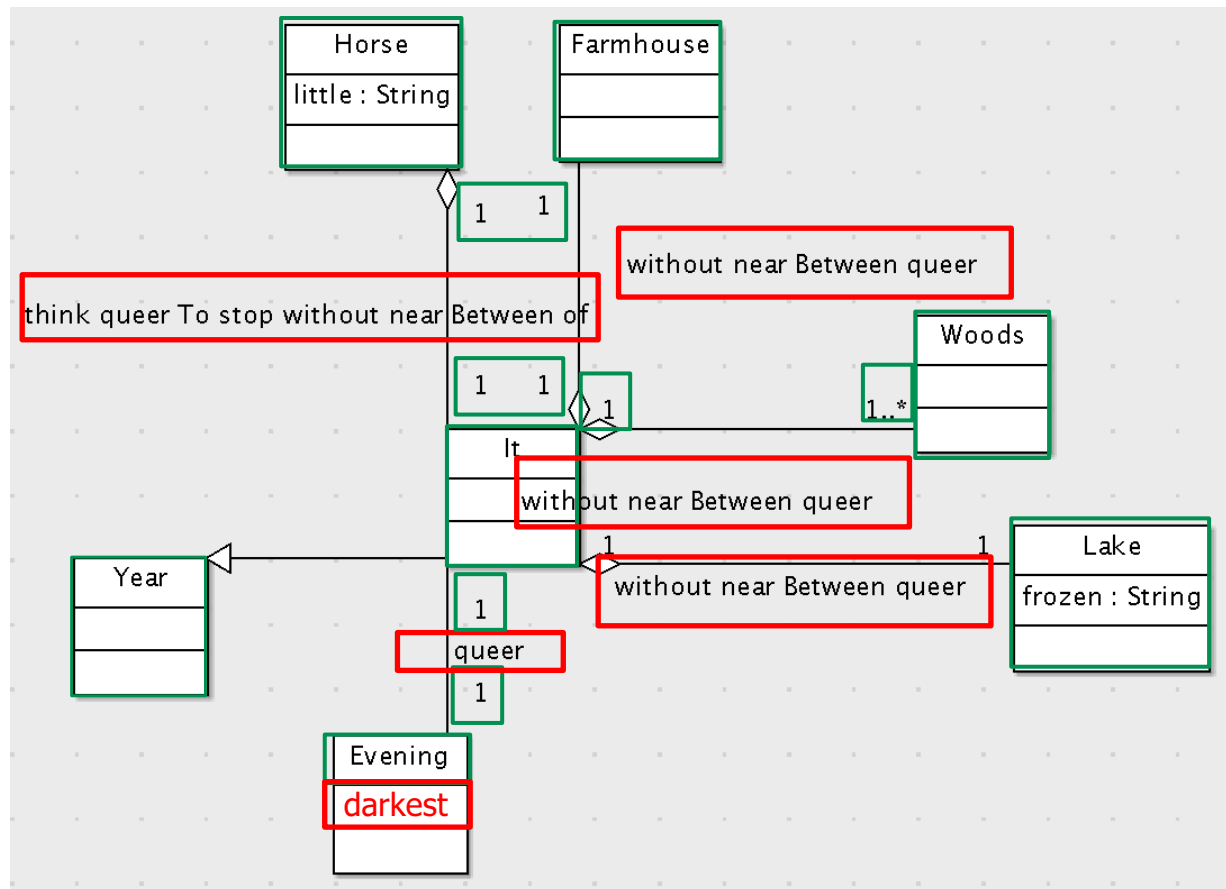 Horse
Farmhouse
little : String
1 1
without near Between queer
think queer To stop without near Between of
Woods
1 1
1
1..*
It
without near Between queer
1
1
Lake
Year
without near Between queer
frozen : String
1
queer
1
Evening
darkest